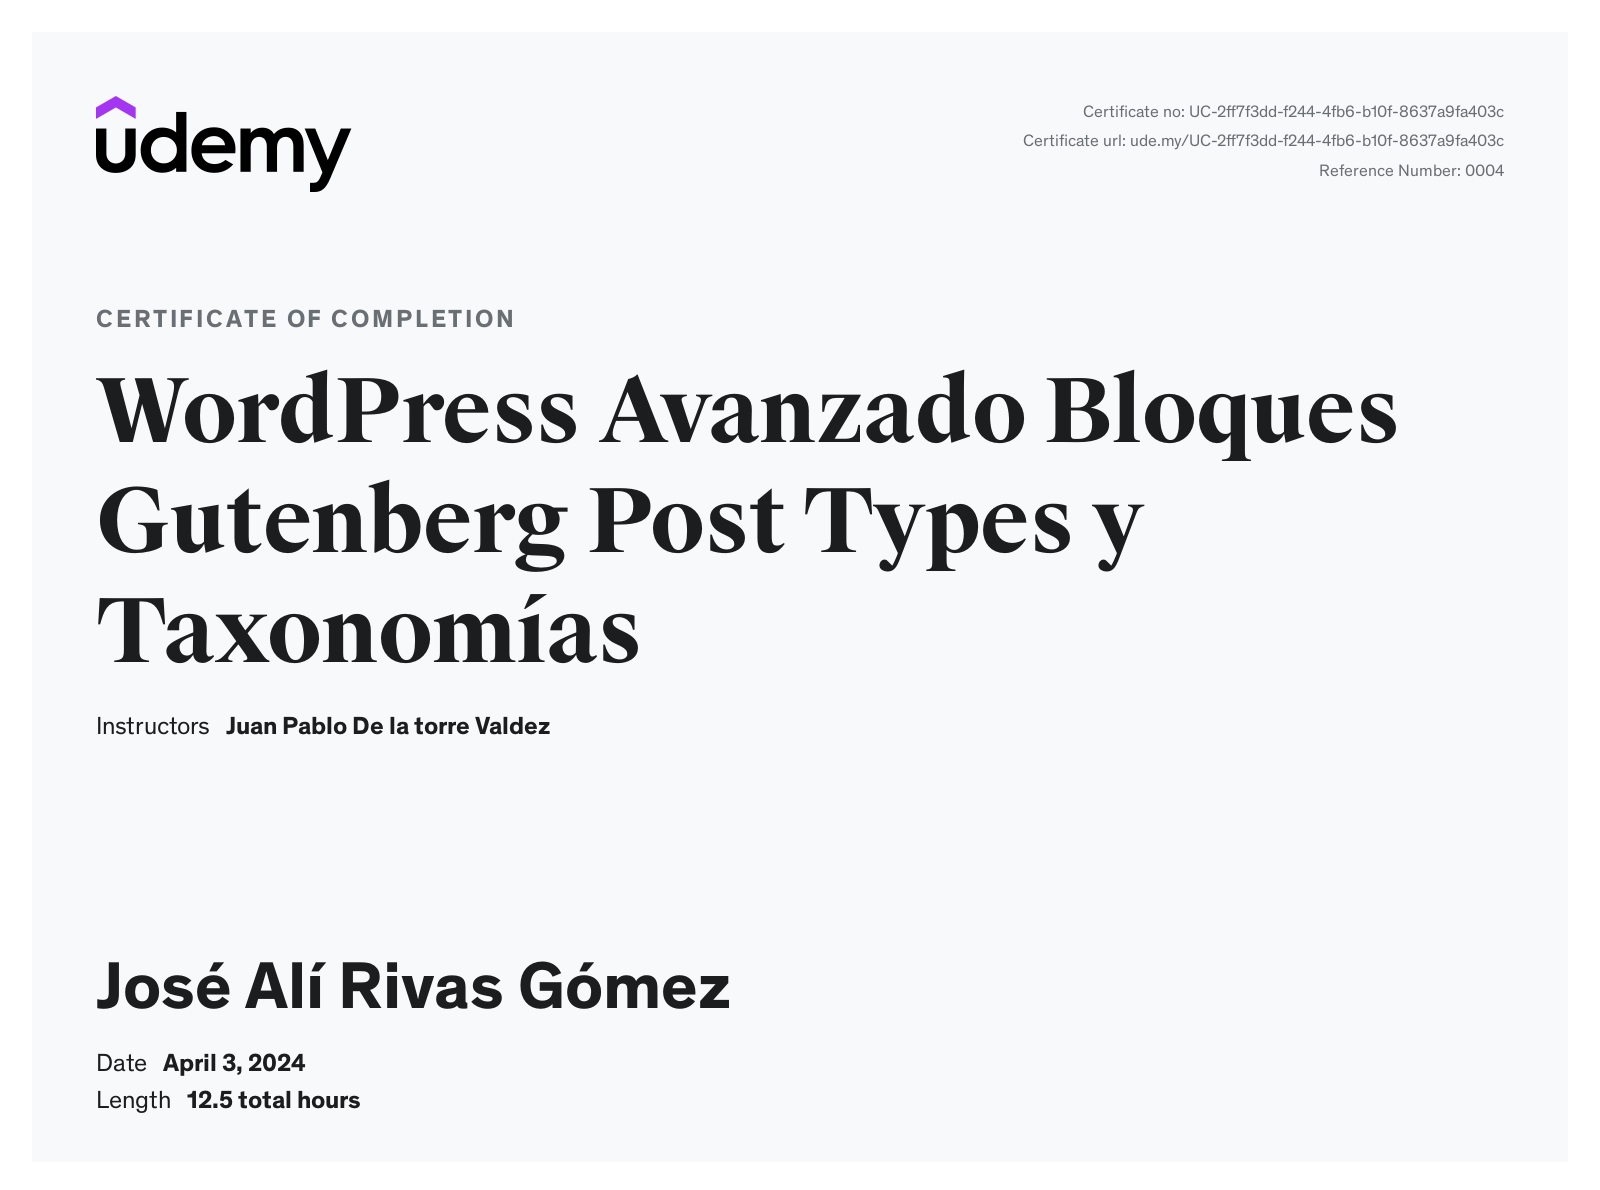 udemy
Certificate no: UC-2ff7f3dd-f244-4fb6-b10f-8637a9fa403c
Certificate url: ude.my/UC-2ff7f3dd-f244-4fb6-b10f-8637a9fa403c
Reference Number: 0004
CERTIFICATE OF COMPLETION
WordPress Avanzado Bloques
Gutenberg Post Types y
Taxonomías
Instructors Juan Pablo De la torre Valdez
José Alí Rivas Gómez
Date April 3, 2024
Length 12.5 total hours